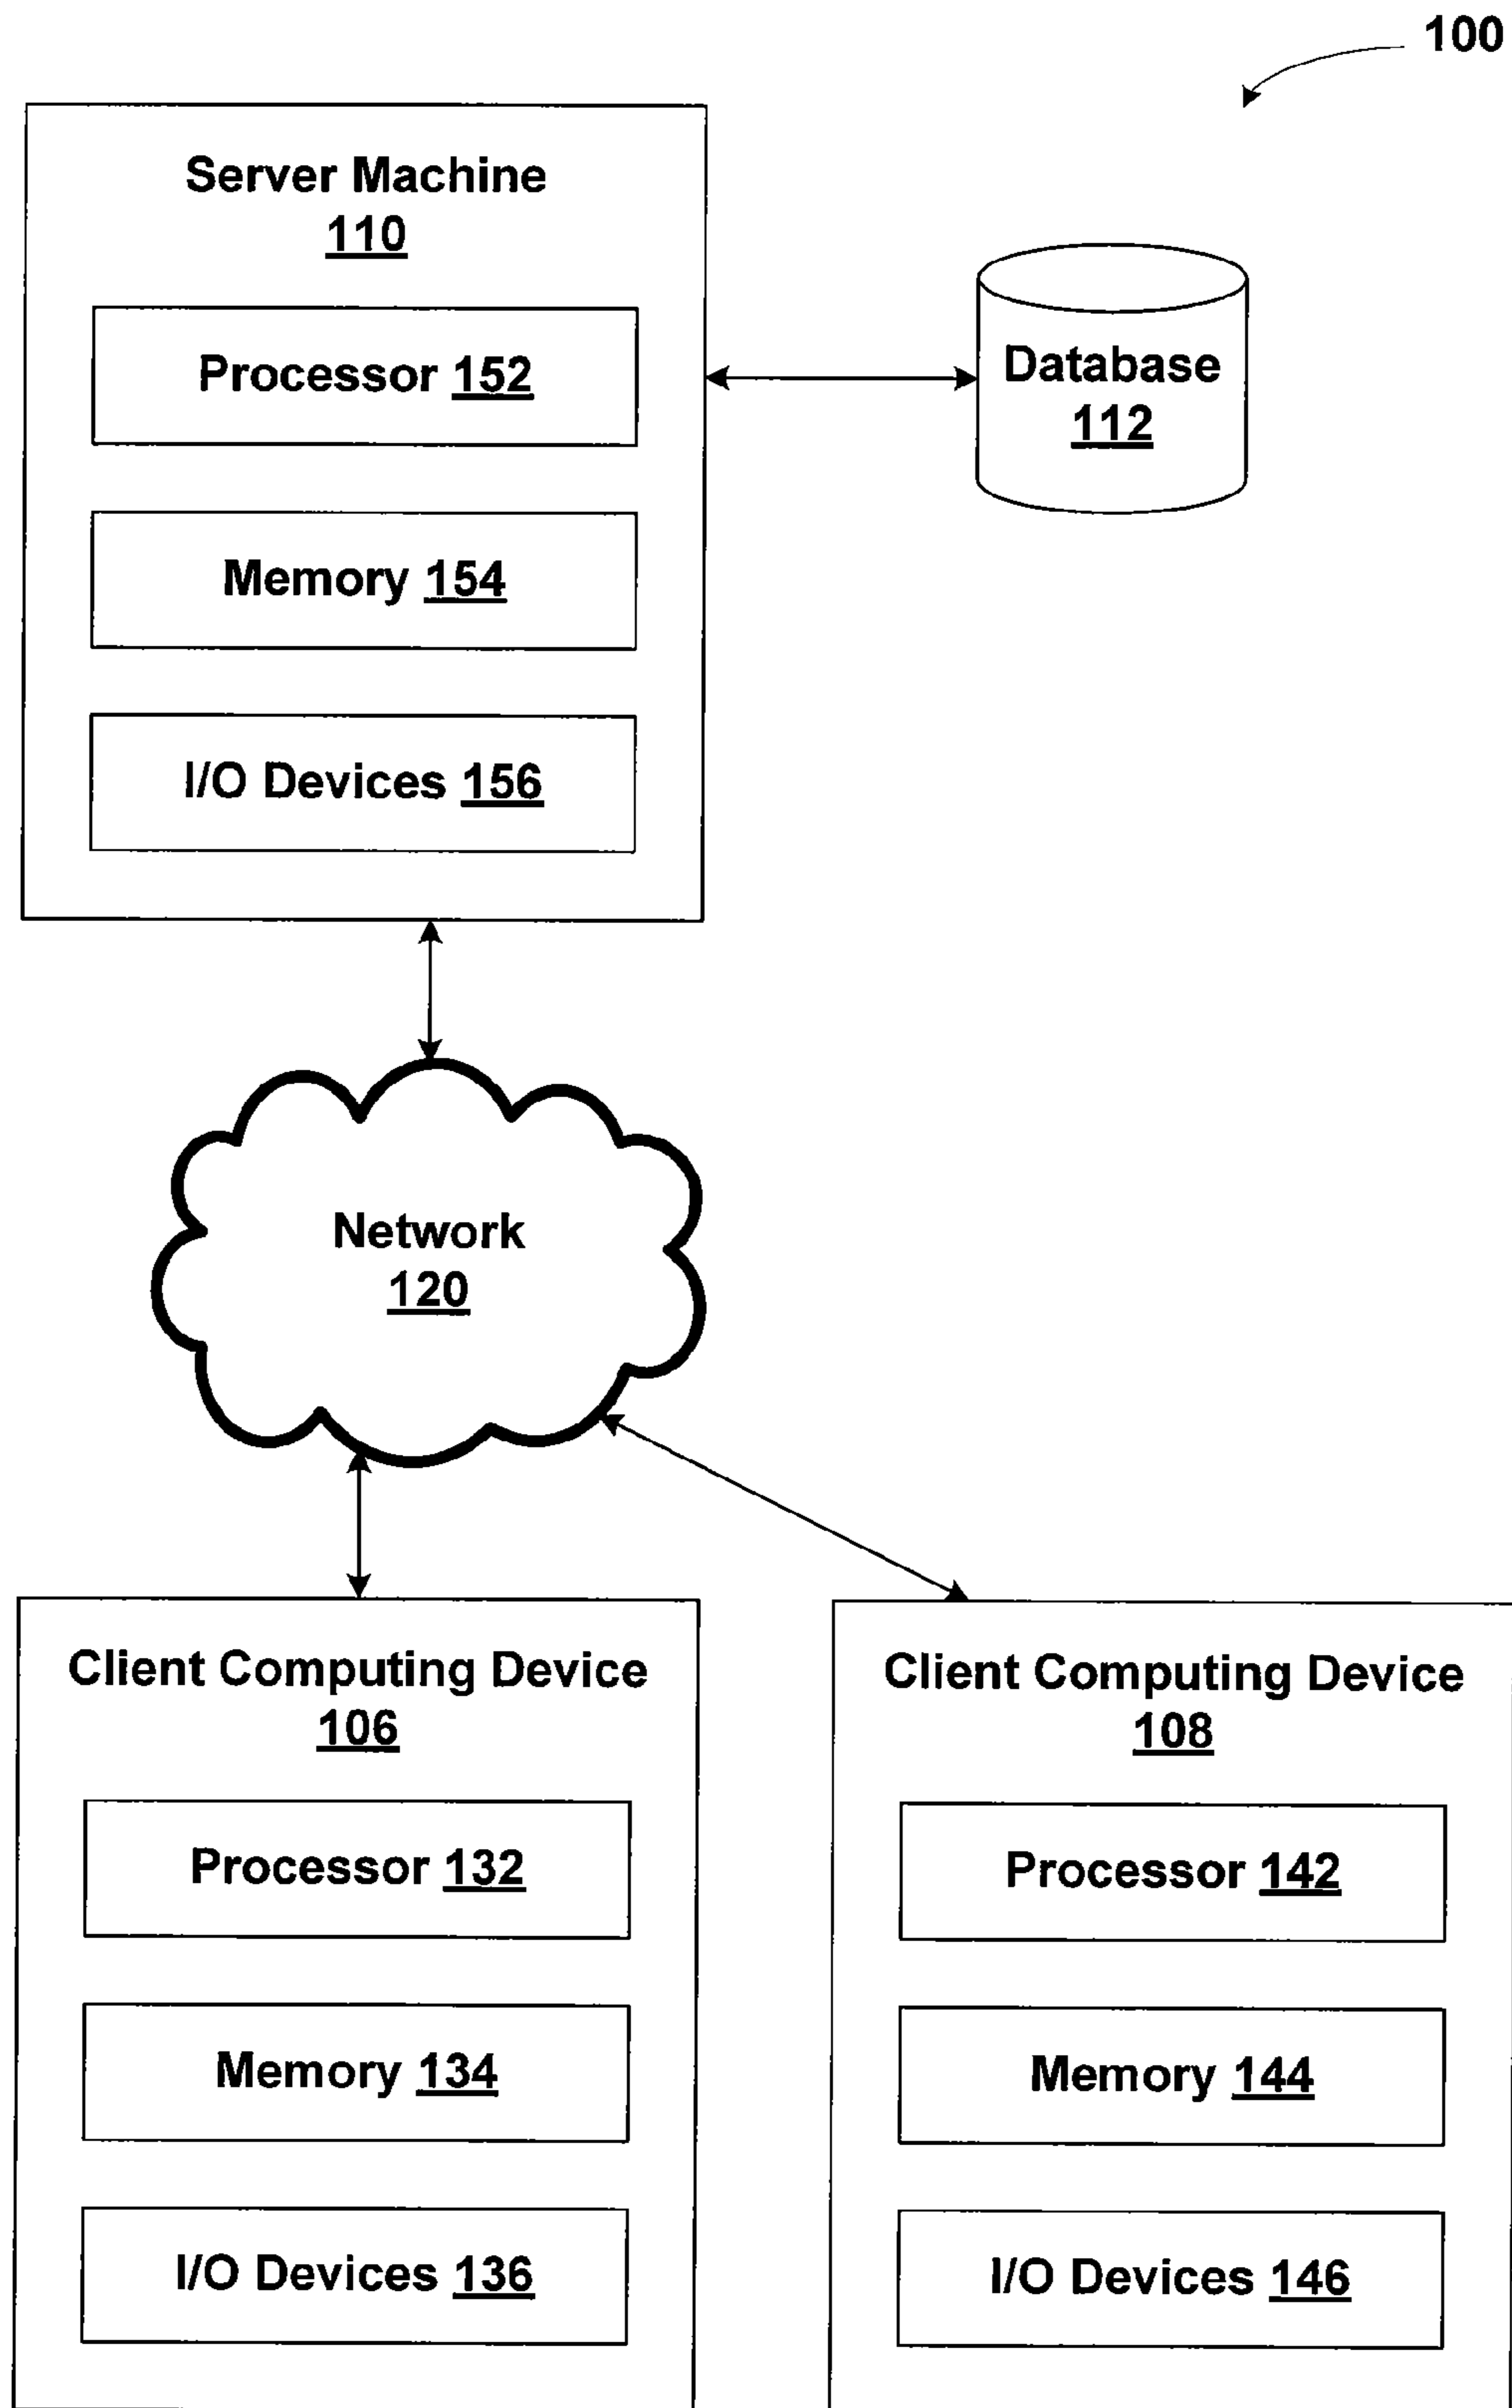 100
Server Machine
110
Processor 152
Memory 154
I/O Devices 156
Database
112
Network
120
Client Computing Device
106
Processor 132
Memory 134
I/O Devices 136
Client Computing Device
108
Processor 142
Memory 144
I/O Devices 146